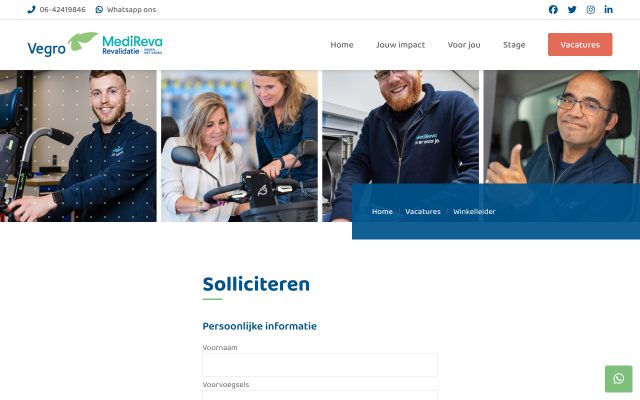 06-42419846 Whatsapp ons
Vegro MediReva
Revalidatie
Home Jouw impact Voor jou Stage Vacatures
MediReva
Home / Vacatures / Winkelleider
Solliciteren
Persoonlijke informatie
Voornaam
Voorvoegsels